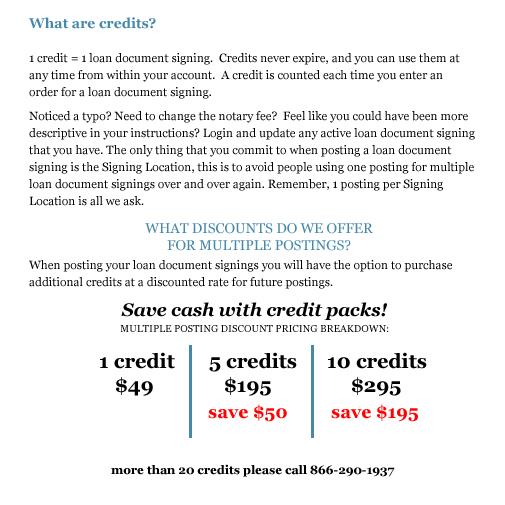 What are credits?
1 credit = 1 loan document signing.  Credits never expire, and you can use them at
any time from within your account.  A credit is counted each time you enter an
order for a loan document signing.
Noticed a typo? Need to change the notary fee?  Feel like you could have been more
descriptive in your instructions? Login and update any active loan document signing
that you have. The only thing that you commit to when posting a loan document
signing is the Signing Location, this is to avoid people using one posting for multiple
loan document signings over and over again. Remember, 1 posting per Signing
Location is all we ask.
WHAT DISCOUNTS DO WE OFFER
FOR MULTIPLE POSTINGS?
When posting your loan document signings you will have the option to purchase
additional credits at a discounted rate for future postings.
Save cash with credit packs!
MULTIPLE POSTING DISCOUNT PRICING BREAKDOWN:
1 credit
$49
5 credits
$195
save $50
10 credits
$295
save $195
more than 20 credits please call 866-290-1937